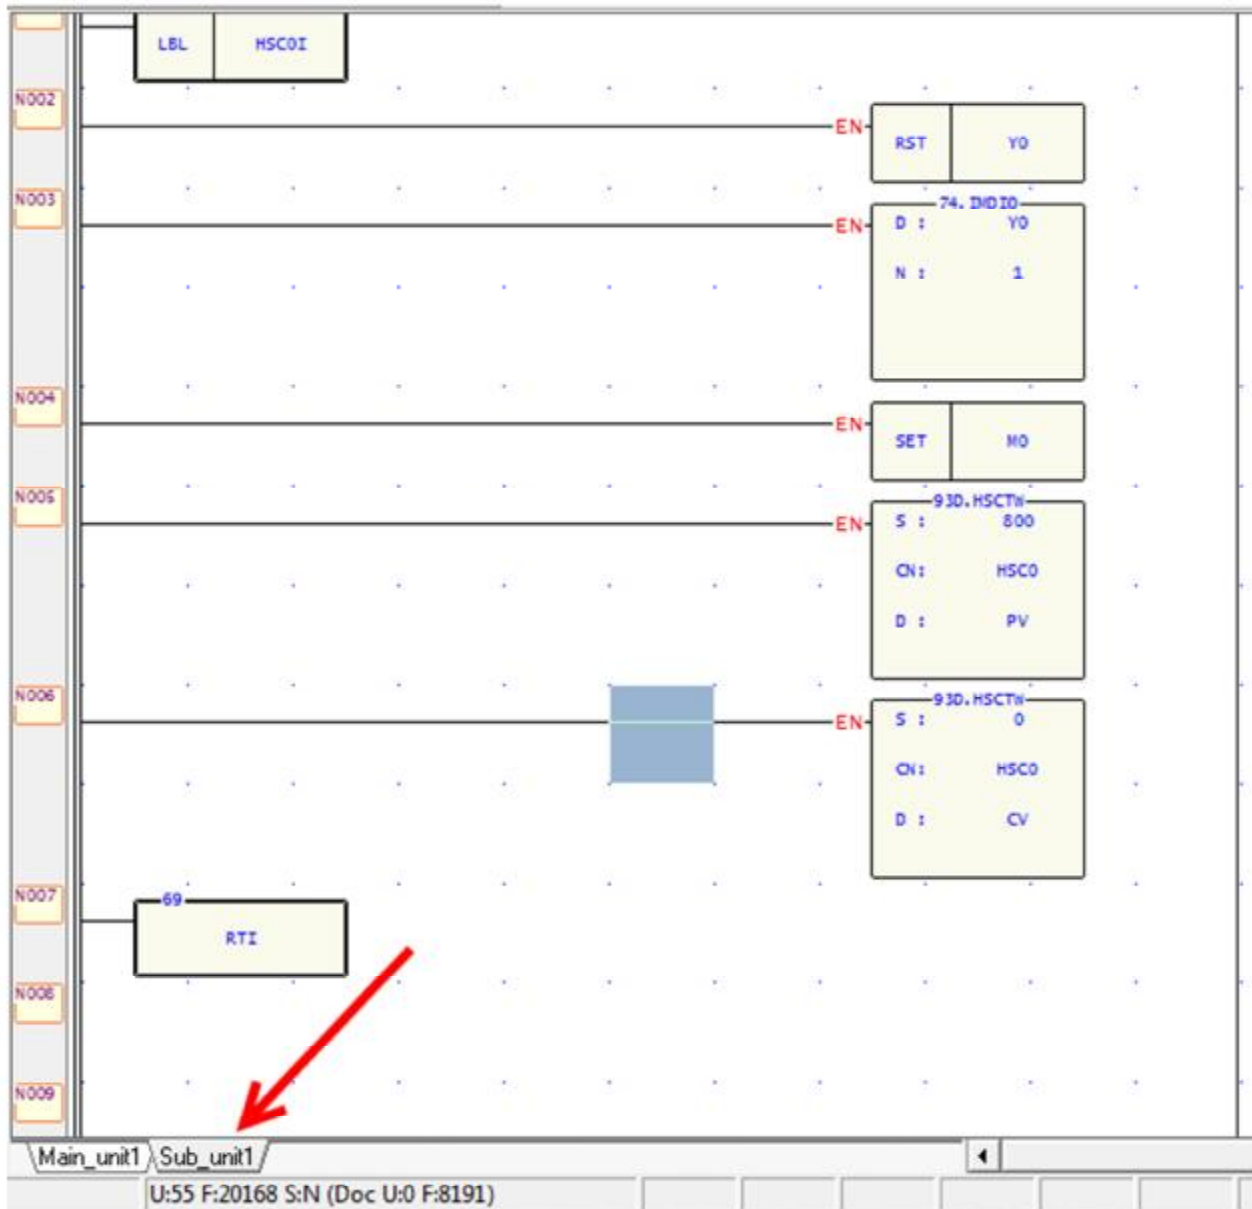 LBL HSC0I
N002
EN RST Y0
N003
74.IMDIO
EN D : Y0
N : 1
N004
EN SET M0
N005
93D.HSCTW
EN S : 800
CN: HSC0
D : PV
N006
93D.HSCTW
EN S : 0
CN: HSC0
D : CV
N007
69
RTI
N008
N009
Main_unit1 Sub_unit1
U:55 F:20168 S:N (Doc U:0 F:8191)